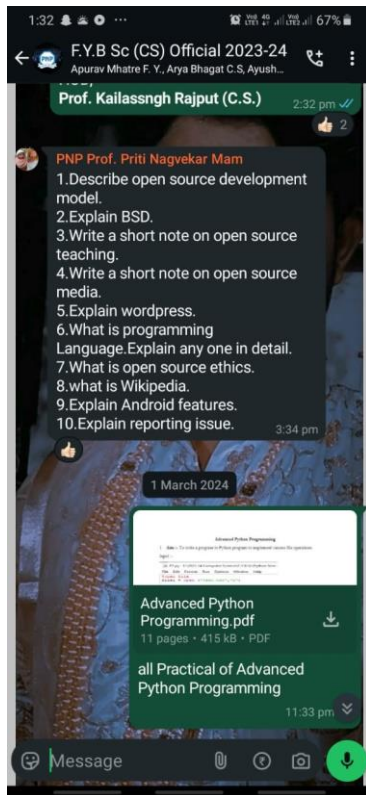 1:32
67%
F.Y.B Sc (CS) Official 2023-24
Apurav Mhatre F. Y., Arya Bhagat C.S, Ayush...
Prof. Kailassngh Rajput (C.S.)
2:32 pm
2
PNP Prof. Priti Nagvekar Mam
1.Describe open source development
model.
2.Explain BSD.
3.Write a short note on open source
teaching.
4.Write a short note on open source
media.
5.Explain wordpress.
6.What is programming
Language.Explain any one in detail.
7.What is open source ethics.
8.what is Wikipedia.
9.Explain Android features.
10.Explain reporting issue.
3:34 pm
1 March 2024
Advanced Python Programming
Advanced Python
Programming.pdf
11 pages • 415 kB • PDF
all Practical of Advanced
Python Programming
11:33 pm
Message